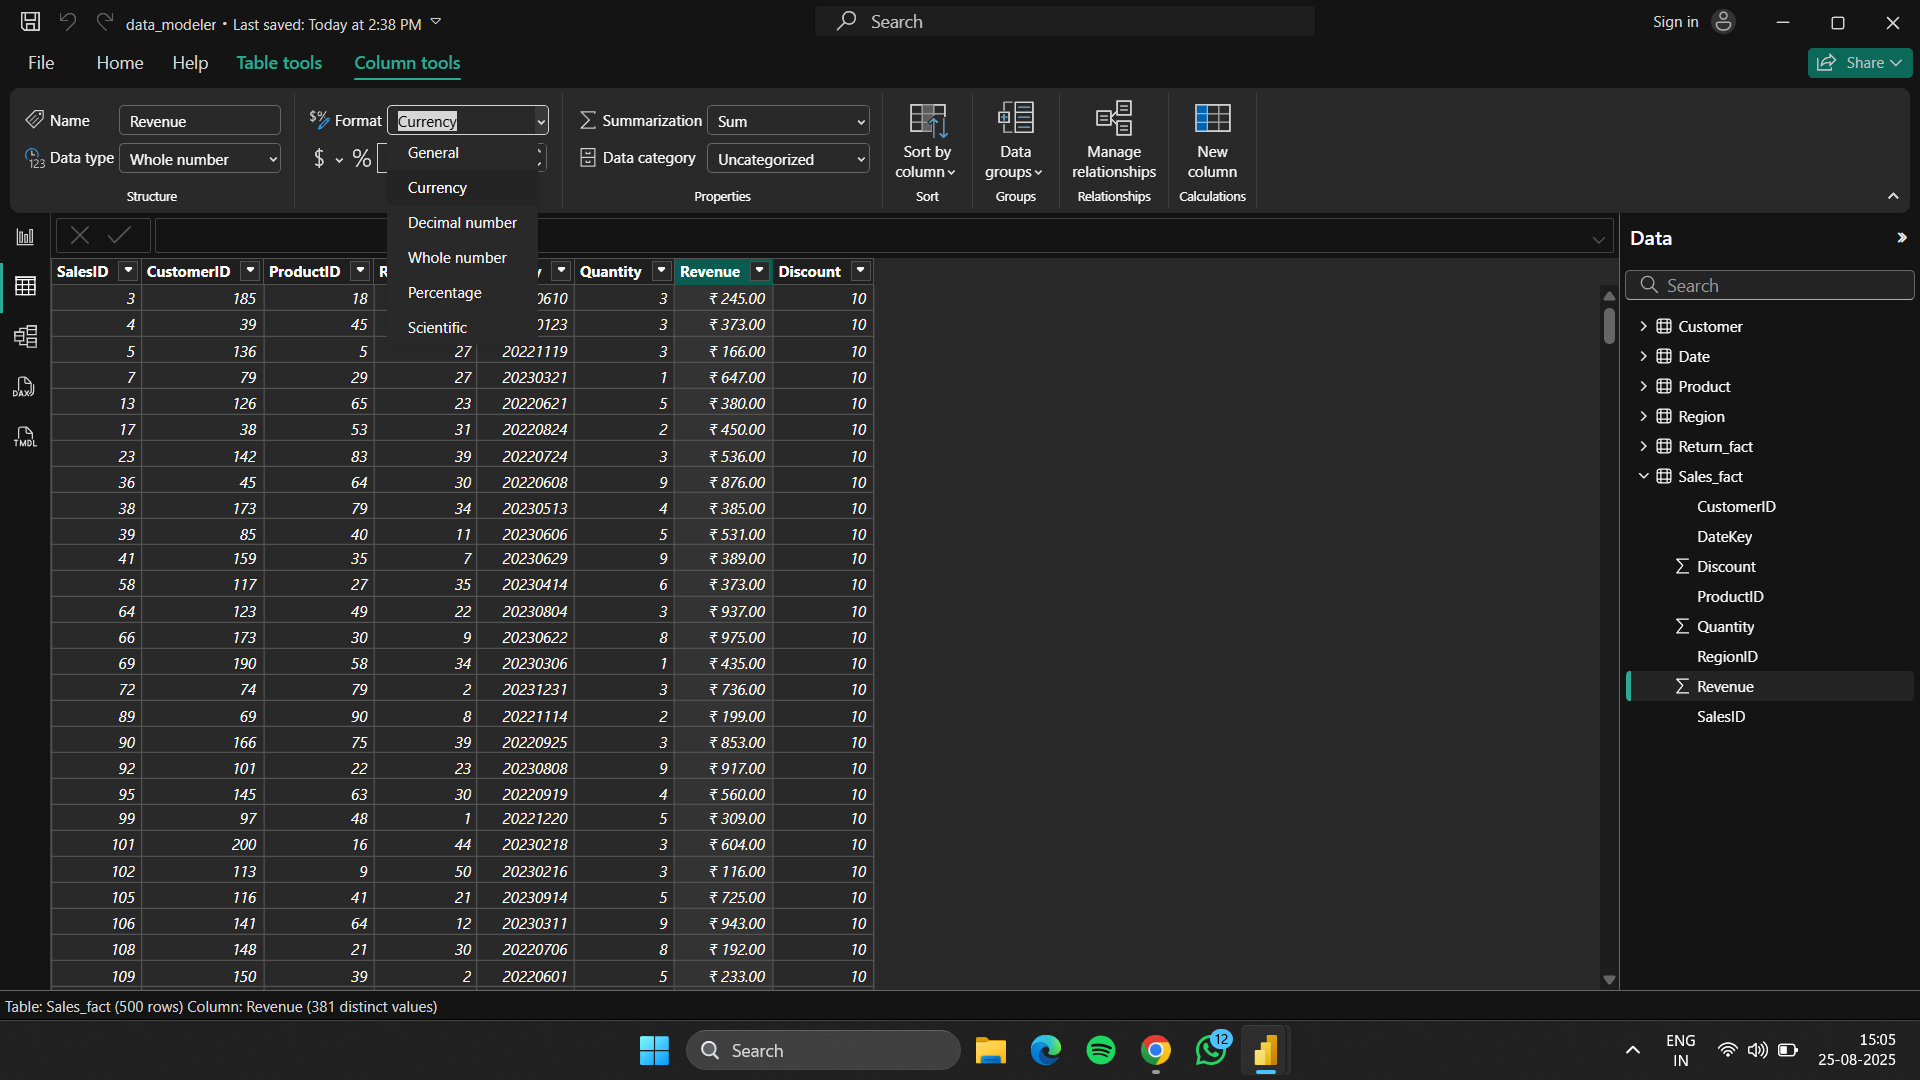 data_modeler • Last saved: Today at 2:38 PM
Search
Sign in
File Home Help Table tools Column tools
Share
Name Revenue
Format Currency
Summarization Sum
Data type Whole number
$ %
Data category Uncategorized
Sort by column
Data groups
Manage relationships
New column
Structure
Properties
Sort
Groups
Relationships
Calculations
General
Currency
Decimal number
Whole number
Percentage
Scientific
SalesID CustomerID ProductID R y Quantity Revenue Discount
3 185 18 0610 3 ₹ 245.00 10
4 39 45 0123 3 ₹ 373.00 10
5 136 5 27 20221119 3 ₹ 166.00 10
7 79 29 27 20230321 1 ₹ 647.00 10
13 126 65 23 20220621 5 ₹ 380.00 10
17 38 53 31 20220824 2 ₹ 450.00 10
23 142 83 39 20220724 3 ₹ 536.00 10
36 45 64 30 20220608 9 ₹ 876.00 10
38 173 79 34 20230513 4 ₹ 385.00 10
39 85 40 11 20230606 5 ₹ 531.00 10
41 159 35 7 20230629 9 ₹ 389.00 10
58 117 27 35 20230414 6 ₹ 373.00 10
64 123 49 22 20230804 3 ₹ 937.00 10
66 173 30 9 20230622 8 ₹ 975.00 10
69 190 58 34 20230306 1 ₹ 435.00 10
72 74 79 2 20231231 3 ₹ 736.00 10
89 69 90 8 20221114 2 ₹ 199.00 10
90 166 75 39 20220925 3 ₹ 853.00 10
92 101 22 23 20230808 9 ₹ 917.00 10
95 145 63 30 20220919 4 ₹ 560.00 10
99 97 48 1 20221220 5 ₹ 309.00 10
101 200 16 44 20230218 3 ₹ 604.00 10
102 113 9 50 20230216 3 ₹ 116.00 10
105 116 41 21 20230914 5 ₹ 725.00 10
106 141 64 12 20230311 9 ₹ 943.00 10
108 148 21 30 20220706 8 ₹ 192.00 10
109 150 39 2 20220601 5 ₹ 233.00 10
DAX
TMDL
Data
Search
Customer
Date
Product
Region
Return_fact
Sales_fact
CustomerID
DateKey
Discount
ProductID
Quantity
RegionID
Revenue
SalesID
Table: Sales_fact (500 rows) Column: Revenue (381 distinct values)
Search
12
ENG
IN
15:05
25-08-2025